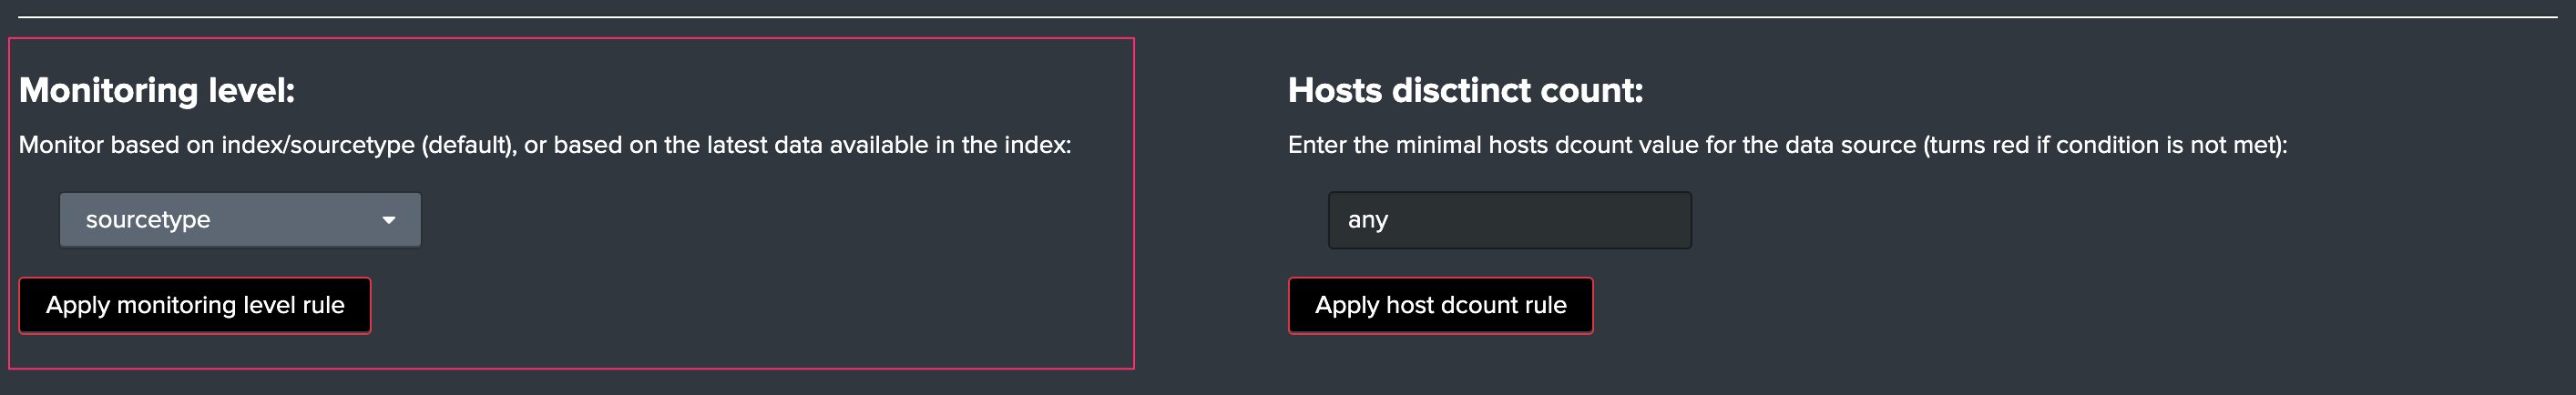 Monitoring level:
Monitor based on index/sourcetype (default), or based on the latest data available in the index:
sourcetype
Apply monitoring level rule
Hosts disctinct count:
Enter the minimal hosts dcount value for the data source (turns red if condition is not met):
any
Apply host dcount rule